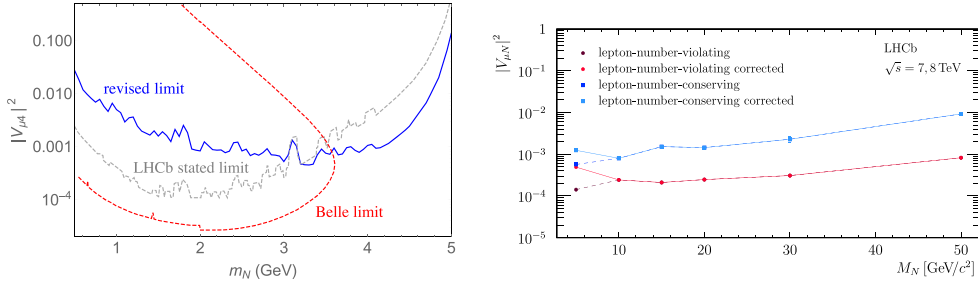 0.100
0.010
0.001
10^-4
|V_μ4|^2
revised limit
LHCb stated limit
Belle limit
1 2 3 4 5
m_N (GeV)
1
10^-1
10^-2
10^-3
10^-4
10^-5
|V_μN|^2
lepton-number-violating
lepton-number-violating corrected
lepton-number-conserving
lepton-number-conserving corrected
LHCb
√s = 7, 8 TeV
10 20 30 40 50
M_N [GeV/c^2]